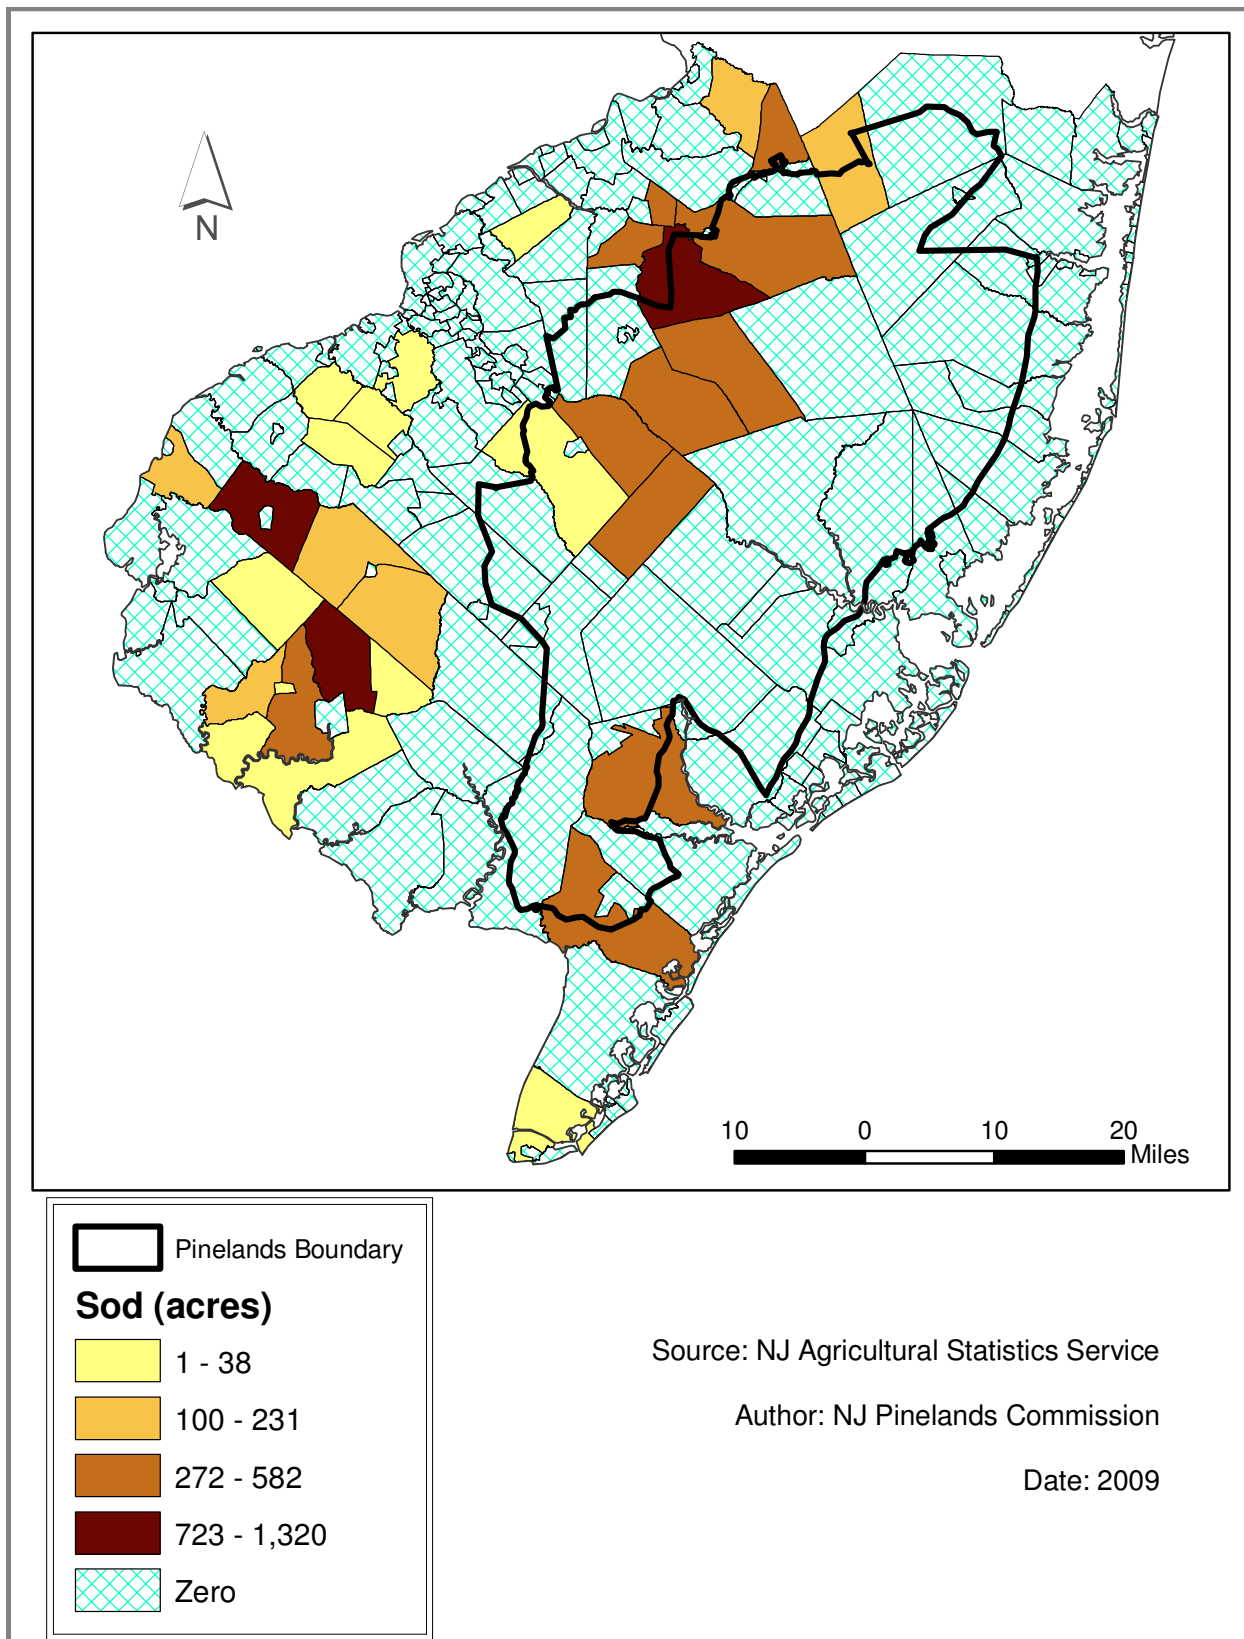 N
10 0 10 20
Miles
Pinelands Boundary
Sod (acres)
1 - 38
100 - 231
272 - 582
723 - 1,320
Zero
Source: NJ Agricultural Statistics Service
Author: NJ Pinelands Commission
Date: 2009